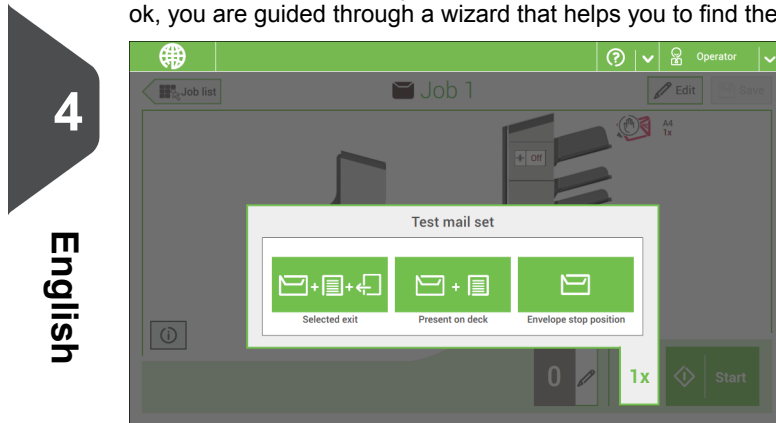 ok, you are guided through a wizard that helps you to find the
4
English
Operator
Job list
Job 1
Edit
Save
A4
1x
Off
Test mail set
Selected exit
Present on deck
Envelope stop position
0
1x
Start